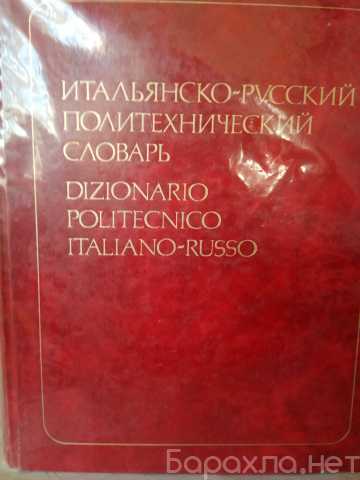 ИТАЛЬЯНСКО-РУССКИЙ
ПОЛИТЕХНИЧЕСКИЙ
СЛОВАРЬ
DIZIONARIO
POLITECNICO
ITALIANO-RUSSO
Барахла.нет